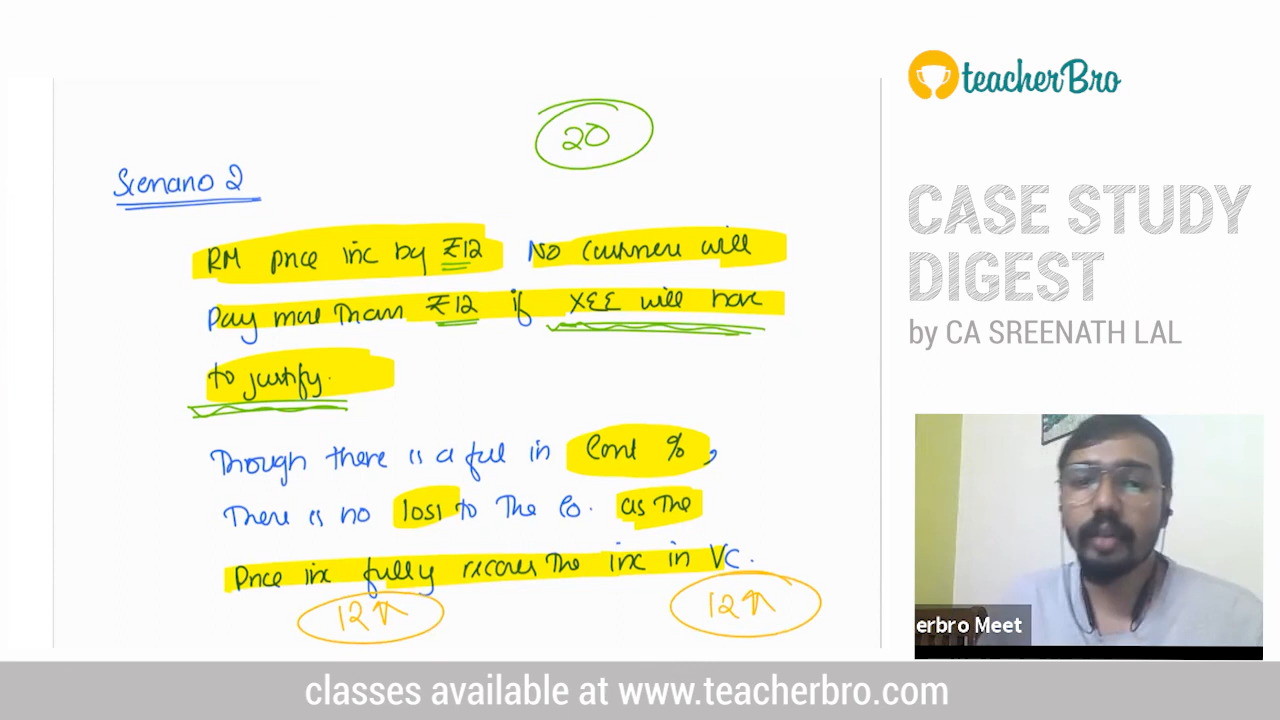 20
teacherBro
Scenario 2
RM price inc by ₹12 No customers will
Pay more than ₹12 if XEE will have
to justify.
Though there is a fall in Cont %,
There is no loss to the Co. as the
Price inc fully recovers the inc in VC.
12↑ 12↑
CASE STUDY
DIGEST
by CA SREENATH LAL
erbro Meet
classes available at www.teacherbro.com